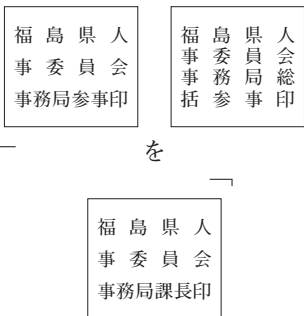 福島県人
事委員会
事務局参事印
福島県人
事委員会
事務局総
括参事印
を
福島県人
事委員会
事務局課長印